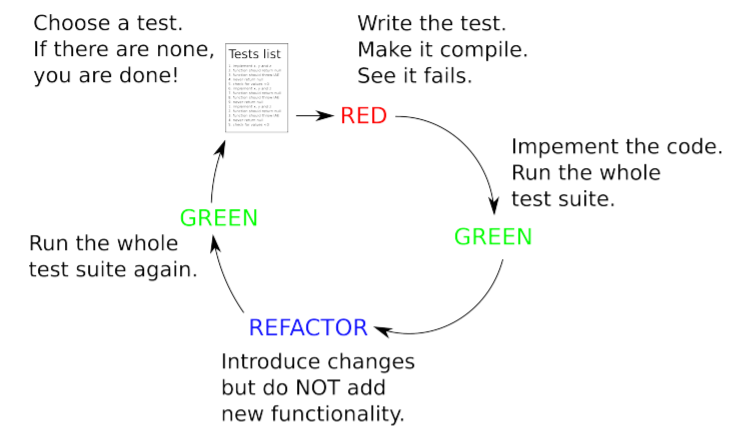 Choose a test.
If there are none,
you are done!
Tests list
Write the test.
Make it compile.
See it fails.
RED
Impement the code.
Run the whole
test suite.
GREEN
REFACTOR
Introduce changes
but do NOT add
new functionality.
GREEN
Run the whole
test suite again.